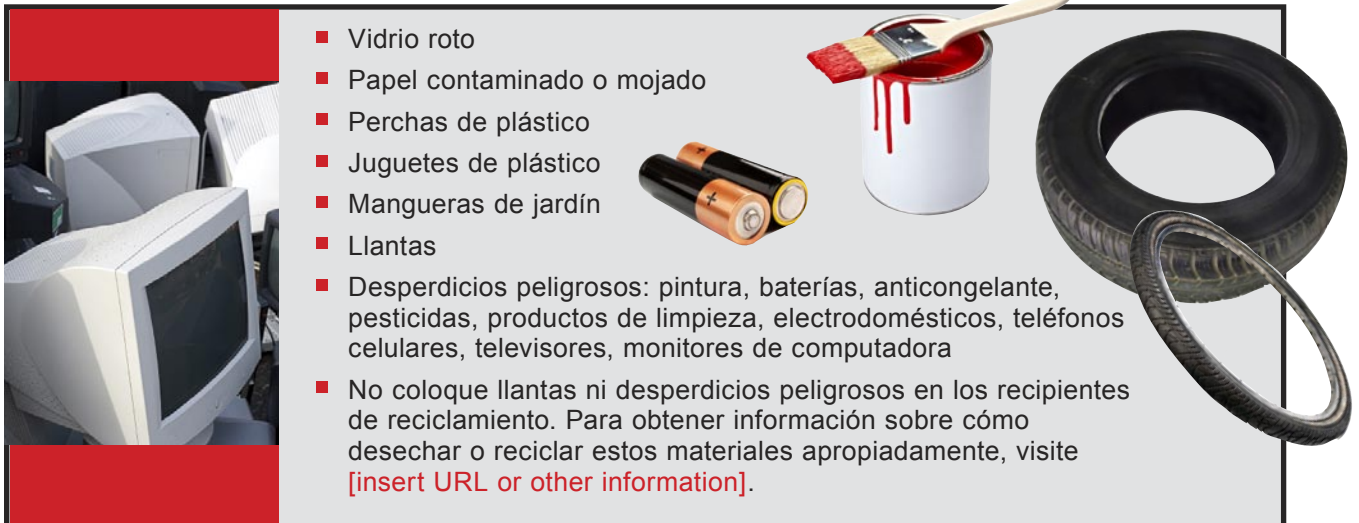 Vidrio roto
Papel contaminado o mojado
Perchas de plástico
Juguetes de plástico
Mangueras de jardín
Llantas
Desperdicios peligrosos: pintura, baterías, anticongelante,
pesticidas, productos de limpieza, electrodomésticos, teléfonos
celulares, televisores, monitores de computadora
No coloque llantas ni desperdicios peligrosos en los recipientes
de reciclamiento. Para obtener información sobre cómo
desechar o reciclar estos materiales apropiadamente, visite
[insert URL or other information].